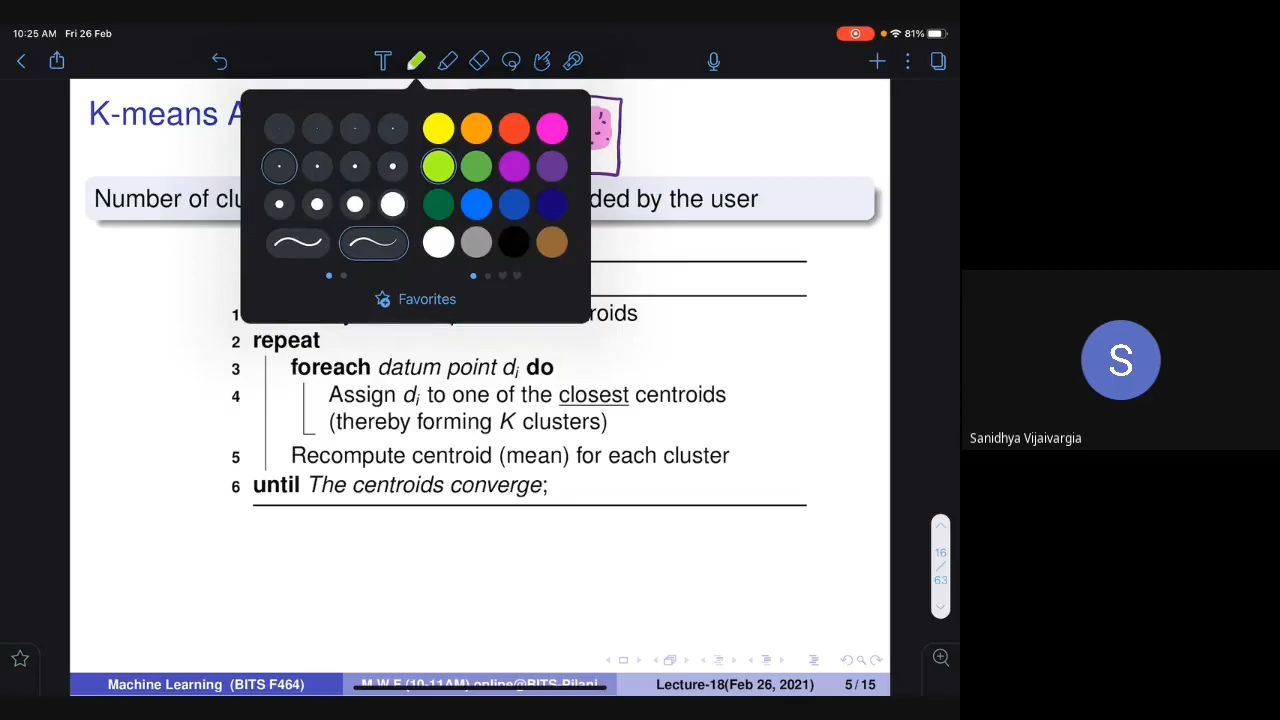 10:25 AM Fri 26 Feb
81%
K-means A
Number of clu ded by the user
Favorites
1 roids
2 repeat
3 foreach datum point di do
4 Assign di to one of the closest centroids
(thereby forming K clusters)
5 Recompute centroid (mean) for each cluster
6 until The centroids converge;
S
Sanidhya Vijaivargia
16
/
63
Machine Learning (BITS F464) M W F (10-11AM) online@BITS-Pilani Lecture-18(Feb 26, 2021) 5 / 15